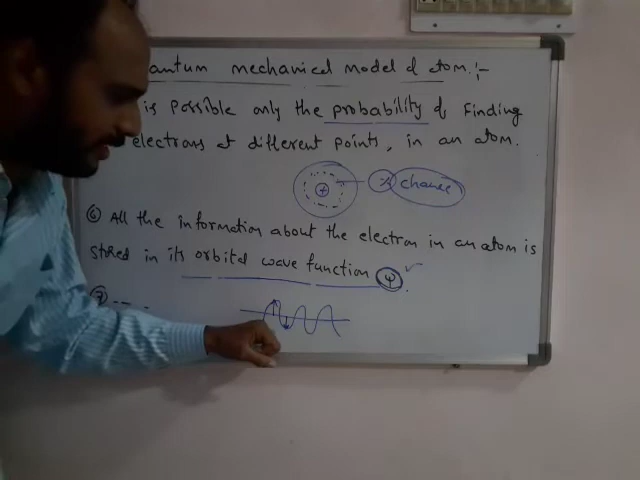 antum mechanical model of atom:-
is possible only the probability of finding
electrons at different points, in an atom.
+ % chance
⑥ All the information about the electron in an atom is
stored in its orbital wave function ψ.
⑦ ----